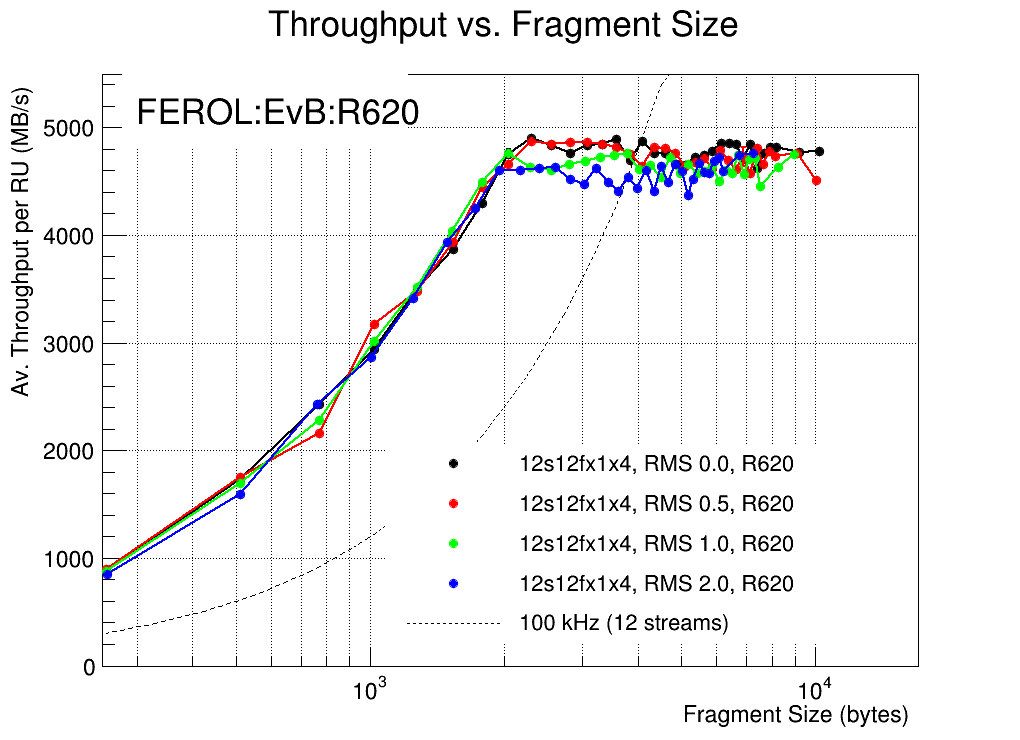 Throughput vs. Fragment Size
FEROL:EvB:R620
Av. Throughput per RU (MB/s)
5000
4000
3000
2000
1000
0
12s12fx1x4, RMS 0.0, R620
12s12fx1x4, RMS 0.5, R620
12s12fx1x4, RMS 1.0, R620
12s12fx1x4, RMS 2.0, R620
100 kHz (12 streams)
10³ 10⁴
Fragment Size (bytes)